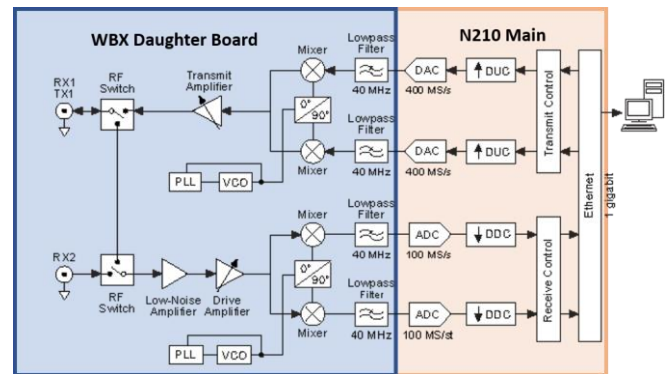 WBX Daughter Board
N210 Main
RX1
TX1
RF
Switch
Transmit
Amplifier
Mixer
Lowpass
Filter
40 MHz
DAC
400 MS/s
DUC
0°
90°
Mixer
PLL
VCO
Lowpass
Filter
40 MHz
DAC
400 MS/s
DUC
Transmit Control
Ethernet
1 gigabit
RX2
RF
Switch
Low-Noise
Amplifier
Drive
Amplifier
Mixer
Lowpass
Filter
40 MHz
ADC
100 MS/s
DDC
0°
90°
Mixer
PLL
VCO
Lowpass
Filter
40 MHz
ADC
100 MS/st
DDC
Receive Control